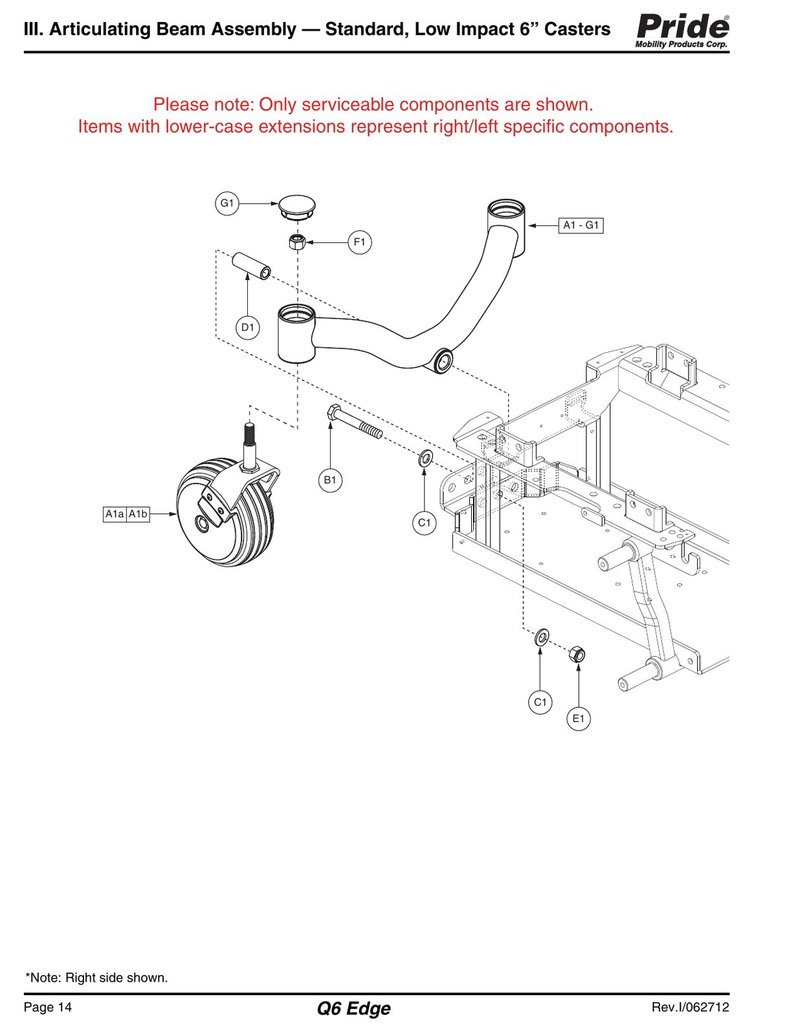 III. Articulating Beam Assembly — Standard, Low Impact 6” Casters
Pride®
Mobility Products Corp.
Please note: Only serviceable components are shown.
Items with lower-case extensions represent right/left specific components.
G1
A1 - G1
F1
D1
B1
C1
A1a A1b
C1
E1
*Note: Right side shown.
Page 14
Q6 Edge
Rev.I/062712